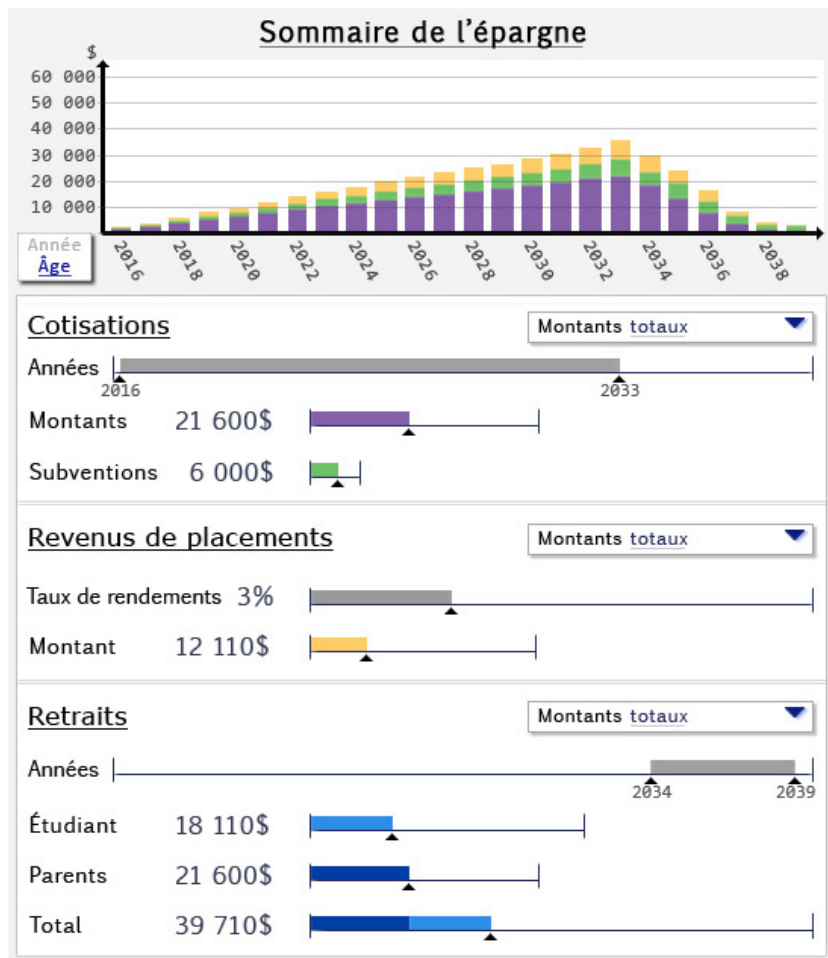 Sommaire de l'épargne
$
60 000
50 000
40 000
30 000
20 000
10 000
Année
Âge
2016 2018 2020 2022 2024 2026 2028 2030 2032 2034 2036 2038
Cotisations Montants totaux
Années
2016 2033
Montants 21 600$
Subventions 6 000$
Revenus de placements Montants totaux
Taux de rendements 3%
Montant 12 110$
Retraits Montants totaux
Années
2034 2039
Étudiant 18 110$
Parents 21 600$
Total 39 710$